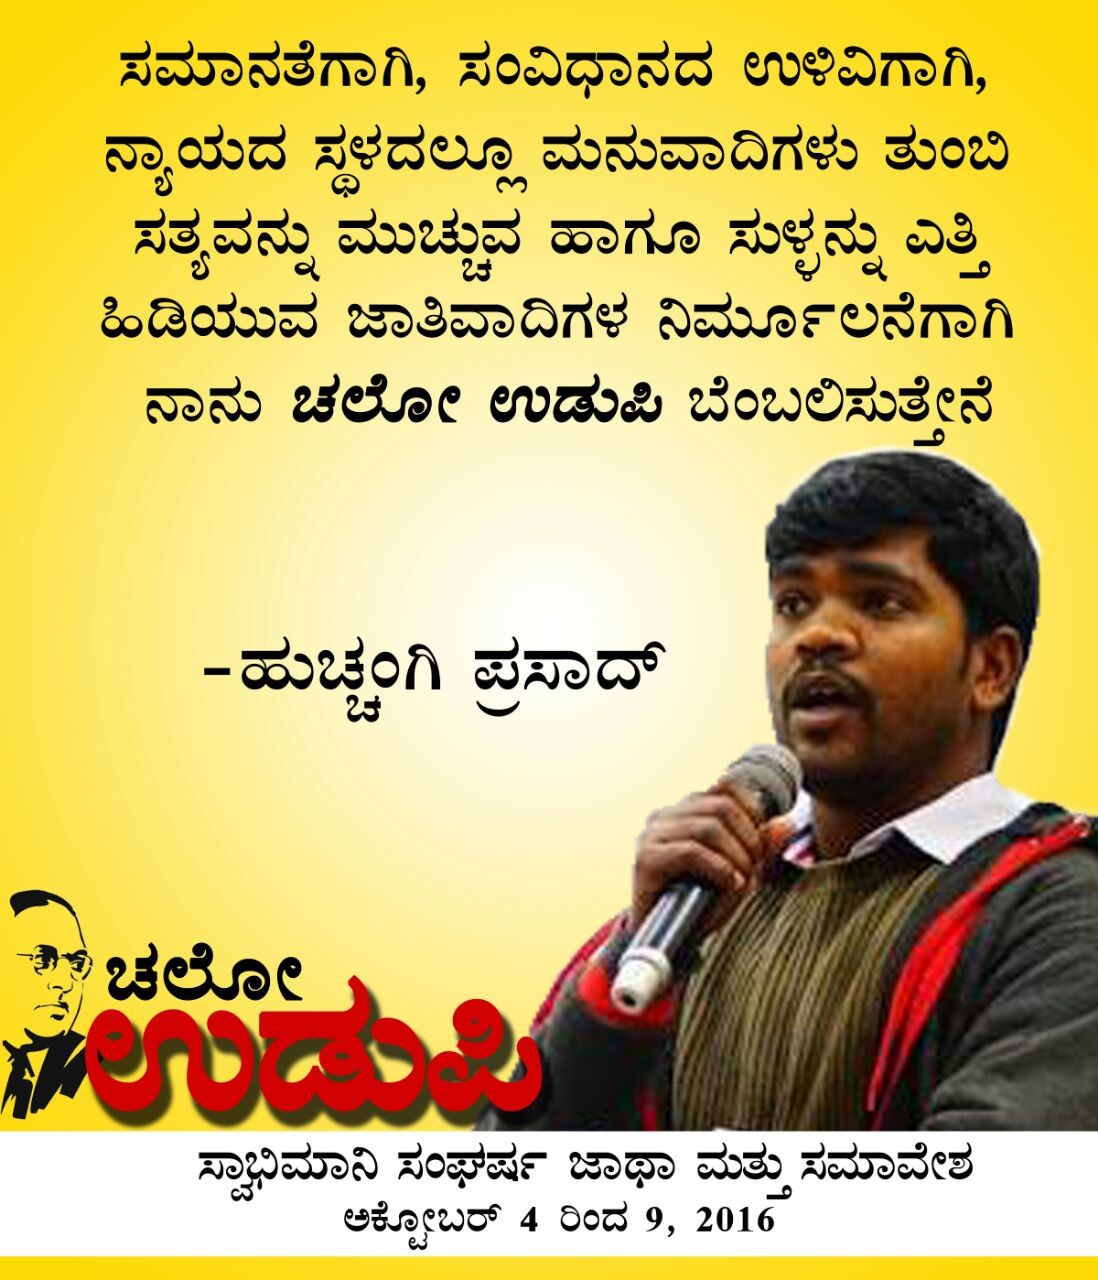 ಸಮಾನತೆಗಾಗಿ, ಸಂವಿಧಾನದ ಉಳಿವಿಗಾಗಿ,
ನ್ಯಾಯದ ಸ್ಥಳದಲ್ಲೂ ಮನುವಾದಿಗಳು ತುಂಬಿ
ಸತ್ಯವನ್ನು ಮುಚ್ಚುವ ಹಾಗೂ ಸುಳ್ಳನ್ನು ಎತ್ತಿ
ಹಿಡಿಯುವ ಜಾತಿವಾದಿಗಳ ನಿರ್ಮೂಲನೆಗಾಗಿ
ನಾನು ಚಲೋ ಉಡುಪಿ ಬೆಂಬಲಿಸುತ್ತೇನೆ
-ಹುಚ್ಚಂಗಿ ಪ್ರಸಾದ್
ಚಲೋ
ಉಡುಪಿ
ಸ್ವಾಭಿಮಾನಿ ಸಂಘರ್ಷ ಜಾಥಾ ಮತ್ತು ಸಮಾವೇಶ
ಅಕ್ಟೋಬರ್ 4 ರಿಂದ 9, 2016